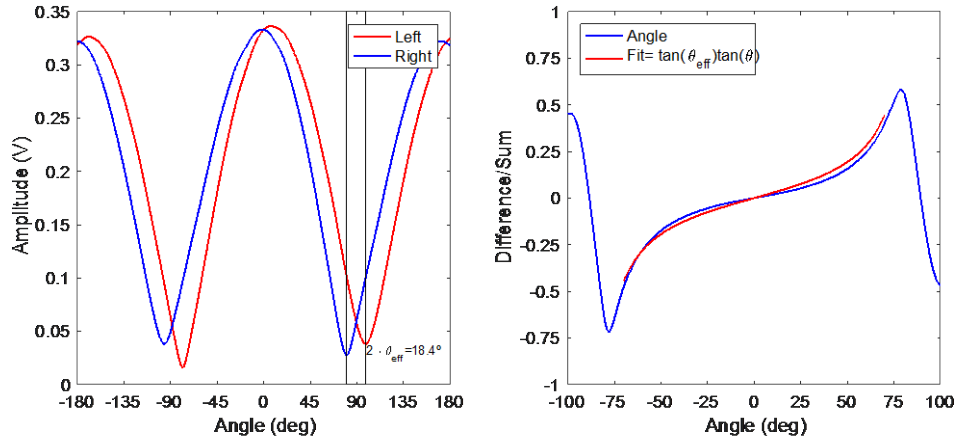 0.35
0.3
0.25
0.2
0.15
0.1
0.05
0
Amplitude (V)
-180 -135 -90 -45 0 45 90 135 180
Angle (deg)
Left
Right
2 · θeff=18.4º
1
0.75
0.5
0.25
0
-0.25
-0.5
-0.75
-1
Difference/Sum
-100 -75 -50 -25 0 25 50 75 100
Angle (deg)
Angle
Fit= tan(θeff)tan(θ)